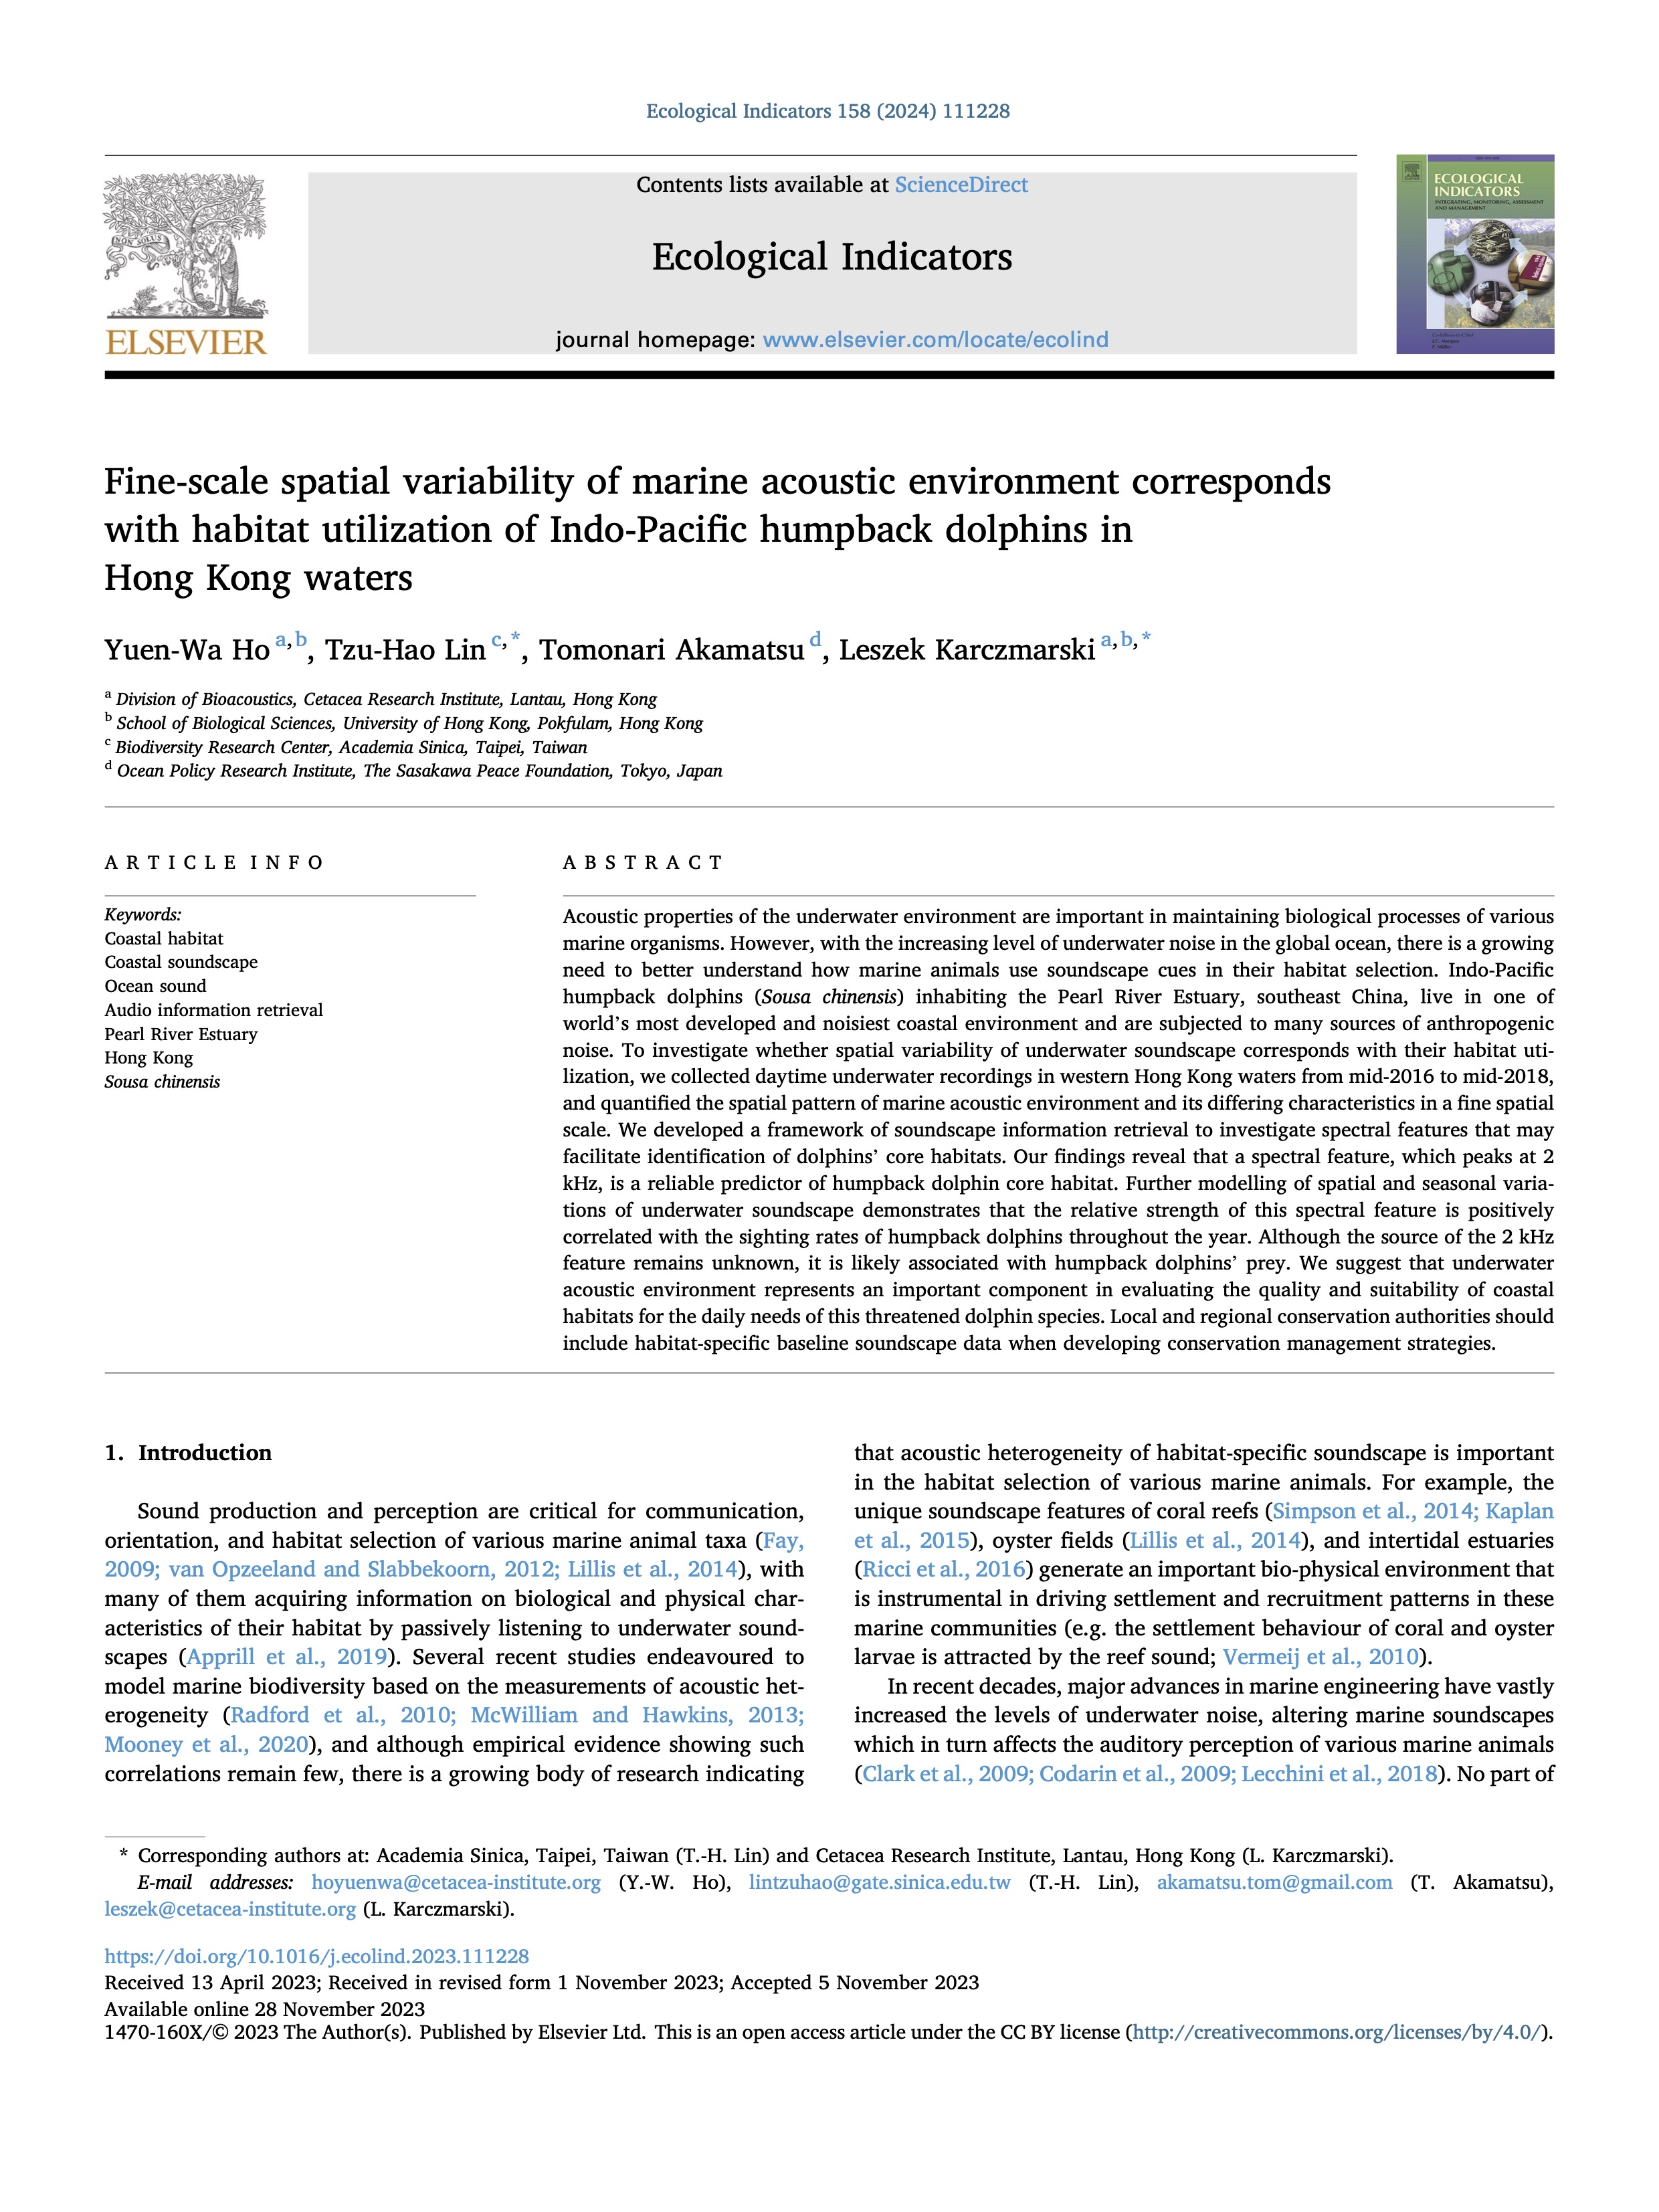 Ecological Indicators 158 (2024) 111228
Contents lists available at ScienceDirect
Ecological Indicators
journal homepage: www.elsevier.com/locate/ecolind
NON SOLUS
ELSEVIER
ECOLOGICAL
INDICATORS
INTEGRATING, MONITORING, ASSESSMENT
AND MANAGEMENT
Fine-scale spatial variability of marine acoustic environment corresponds
with habitat utilization of Indo-Pacific humpback dolphins in
Hong Kong waters
Yuen-Wa Ho a,b, Tzu-Hao Lin c,*, Tomonari Akamatsu d, Leszek Karczmarski a,b,*
a Division of Bioacoustics, Cetacea Research Institute, Lantau, Hong Kong
b School of Biological Sciences, University of Hong Kong, Pokfulam, Hong Kong
c Biodiversity Research Center, Academia Sinica, Taipei, Taiwan
d Ocean Policy Research Institute, The Sasakawa Peace Foundation, Tokyo, Japan
ARTICLE INFO
Keywords:
Coastal habitat
Coastal soundscape
Ocean sound
Audio information retrieval
Pearl River Estuary
Hong Kong
Sousa chinensis
ABSTRACT
Acoustic properties of the underwater environment are important in maintaining biological processes of various
marine organisms. However, with the increasing level of underwater noise in the global ocean, there is a growing
need to better understand how marine animals use soundscape cues in their habitat selection. Indo-Pacific
humpback dolphins (Sousa chinensis) inhabiting the Pearl River Estuary, southeast China, live in one of
world's most developed and noisiest coastal environment and are subjected to many sources of anthropogenic
noise. To investigate whether spatial variability of underwater soundscape corresponds with their habitat uti-
lization, we collected daytime underwater recordings in western Hong Kong waters from mid-2016 to mid-2018,
and quantified the spatial pattern of marine acoustic environment and its differing characteristics in a fine spatial
scale. We developed a framework of soundscape information retrieval to investigate spectral features that may
facilitate identification of dolphins' core habitats. Our findings reveal that a spectral feature, which peaks at 2
kHz, is a reliable predictor of humpback dolphin core habitat. Further modelling of spatial and seasonal varia-
tions of underwater soundscape demonstrates that the relative strength of this spectral feature is positively
correlated with the sighting rates of humpback dolphins throughout the year. Although the source of the 2 kHz
feature remains unknown, it is likely associated with humpback dolphins' prey. We suggest that underwater
acoustic environment represents an important component in evaluating the quality and suitability of coastal
habitats for the daily needs of this threatened dolphin species. Local and regional conservation authorities should
include habitat-specific baseline soundscape data when developing conservation management strategies.
1. Introduction
Sound production and perception are critical for communication,
orientation, and habitat selection of various marine animal taxa (Fay,
2009; van Opzeeland and Slabbekoorn, 2012; Lillis et al., 2014), with
many of them acquiring information on biological and physical char-
acteristics of their habitat by passively listening to underwater sound-
scapes (Apprill et al., 2019). Several recent studies endeavoured to
model marine biodiversity based on the measurements of acoustic het-
erogeneity (Radford et al., 2010; McWilliam and Hawkins, 2013;
Mooney et al., 2020), and although empirical evidence showing such
correlations remain few, there is a growing body of research indicating
that acoustic heterogeneity of habitat-specific soundscape is important
in the habitat selection of various marine animals. For example, the
unique soundscape features of coral reefs (Simpson et al., 2014; Kaplan
et al., 2015), oyster fields (Lillis et al., 2014), and intertidal estuaries
(Ricci et al., 2016) generate an important bio-physical environment that
is instrumental in driving settlement and recruitment patterns in these
marine communities (e.g. the settlement behaviour of coral and oyster
larvae is attracted by the reef sound; Vermeij et al., 2010).
In recent decades, major advances in marine engineering have vastly
increased the levels of underwater noise, altering marine soundscapes
which in turn affects the auditory perception of various marine animals
(Clark et al., 2009; Codarin et al., 2009; Lecchini et al., 2018). No part of
* Corresponding authors at: Academia Sinica, Taipei, Taiwan (T.-H. Lin) and Cetacea Research Institute, Lantau, Hong Kong (L. Karczmarski).
E-mail addresses: hoyuenwa@cetacea-institute.org (Y.-W. Ho), lintzuhao@gate.sinica.edu.tw (T.-H. Lin), akamatsu.tom@gmail.com (T. Akamatsu),
leszek@cetacea-institute.org (L. Karczmarski).
https://doi.org/10.1016/j.ecolind.2023.111228
Received 13 April 2023; Received in revised form 1 November 2023; Accepted 5 November 2023
Available online 28 November 2023
1470-160X/© 2023 The Author(s). Published by Elsevier Ltd. This is an open access article under the CC BY license (http://creativecommons.org/licenses/by/4.0/).